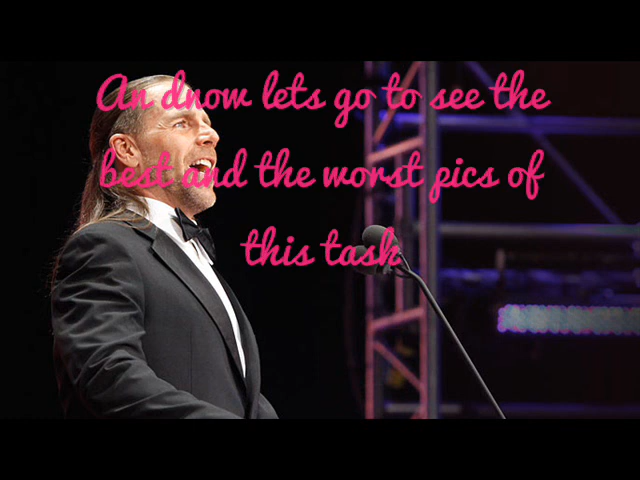 An dnow lets go to see the
best and the worst pics of
this task